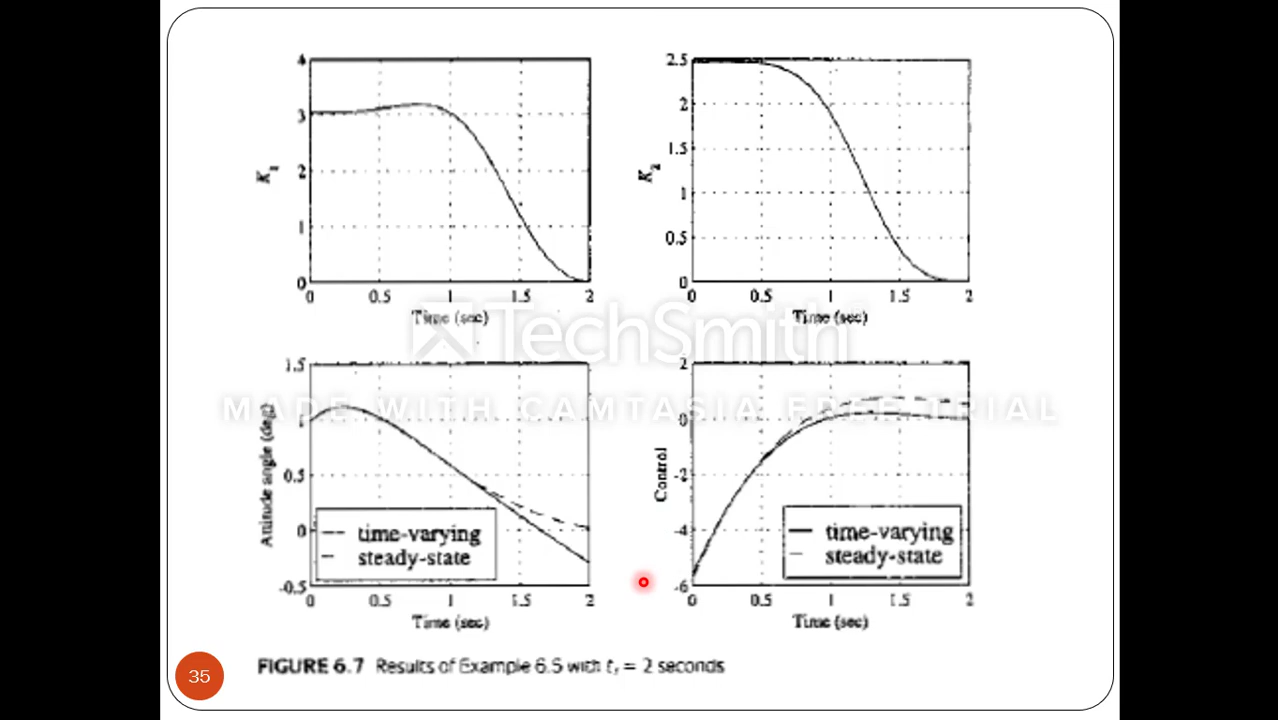 4
3
2
1
0
K₁
0 0.5 1 1.5 2
Time (sec)
2.5
2
1.5
1
0.5
0
K₂
0 0.5 1 1.5 2
Time (sec)
TechSmith
MADE WITH CAMTASIA FREE TRIAL
1.5
1
0.5
0
-0.5
Attitude angle (deg)
time-varying
steady-state
0 0.5 1 1.5 2
Time (sec)
2
0
-2
-4
-6
Control
time-varying
steady-state
0 0.5 1 1.5 2
Time (sec)
FIGURE 6.7 Results of Example 6.5 with t_f = 2 seconds
35